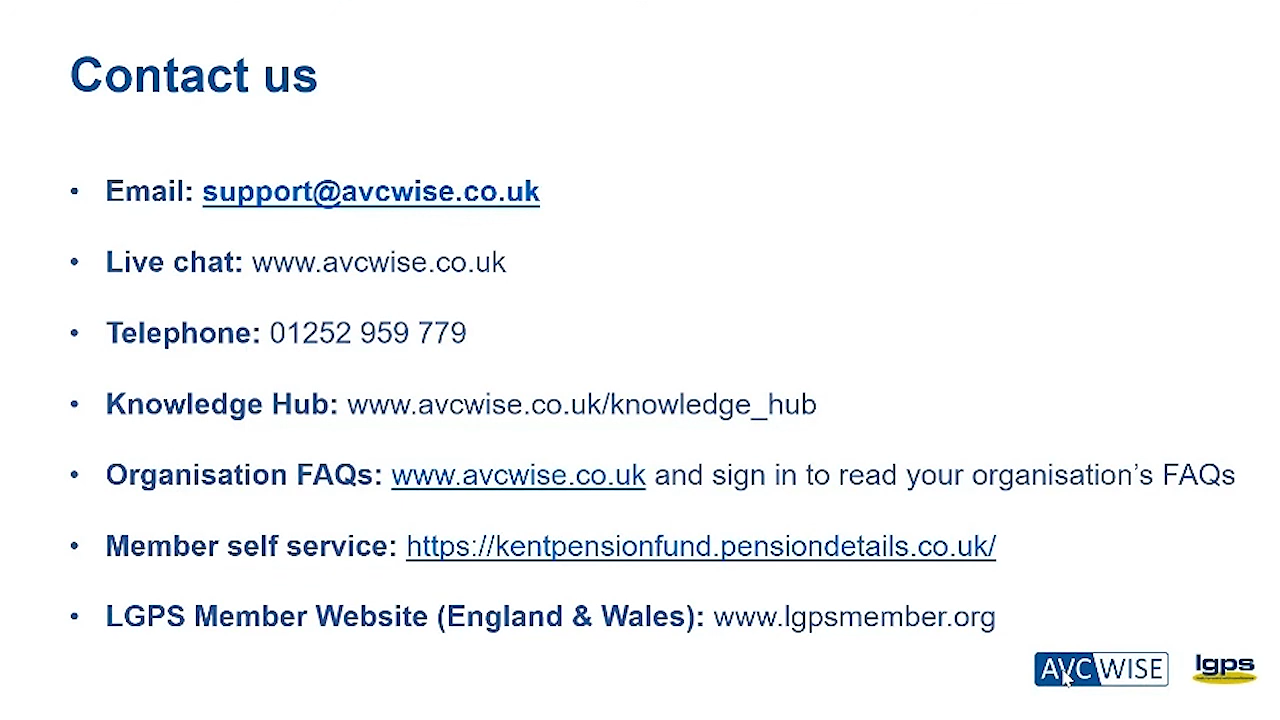 Contact us
• Email: support@avcwise.co.uk
• Live chat: www.avcwise.co.uk
• Telephone: 01252 959 779
• Knowledge Hub: www.avcwise.co.uk/knowledge_hub
• Organisation FAQs: www.avcwise.co.uk and sign in to read your organisation’s FAQs
• Member self service: https://kentpensionfund.pensiondetails.co.uk/
• LGPS Member Website (England & Wales): www.lgpsmember.org
AVC WISE
lgps